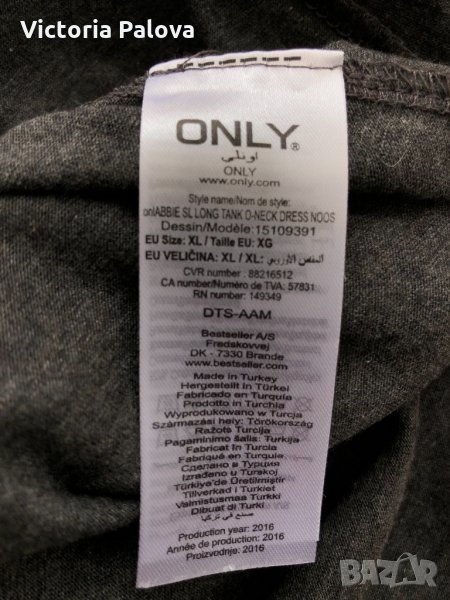 Victoria Palova
ONLY®
اونلي
ONLY
www.only.com
Style name/Nom de style:
onlABBIE SL LONG TANK O-NECK DRESS NOOS
Dessin/Modèle:15109391
EU Size: XL / Taille EU: XG
EU VELIČINA: XL / XL: المقاس الأوروبي
CVR number : 88216512
CA number/Numéro de TVA: 57831
RN number: 149349
DTS-AAM
Bestseller A/S
Fredskovvej
DK - 7330 Brande
www.bestseller.com
Made in Turkey
Hergestellt in Türkei
Fabricado en Turquía
Prodotto in Turchia
Wyprodukowano w Turcja
Származási hely: Törökország
Ražots Turcija
Pagaminimo šalis: Turkija
Fabricat în Turcia
Fabriqué en Turquie
Сделано в Турция
Izrađeno u Turskoj
Türkiye'de Üretilmiştir
Tillverkad i Turkiet
Valmistusmaa Turkki
Dibuat di Turki
صنع في تركيا
Production year: 2016
Année de production: 2016
Proizvodnje: 2016
BAZAR